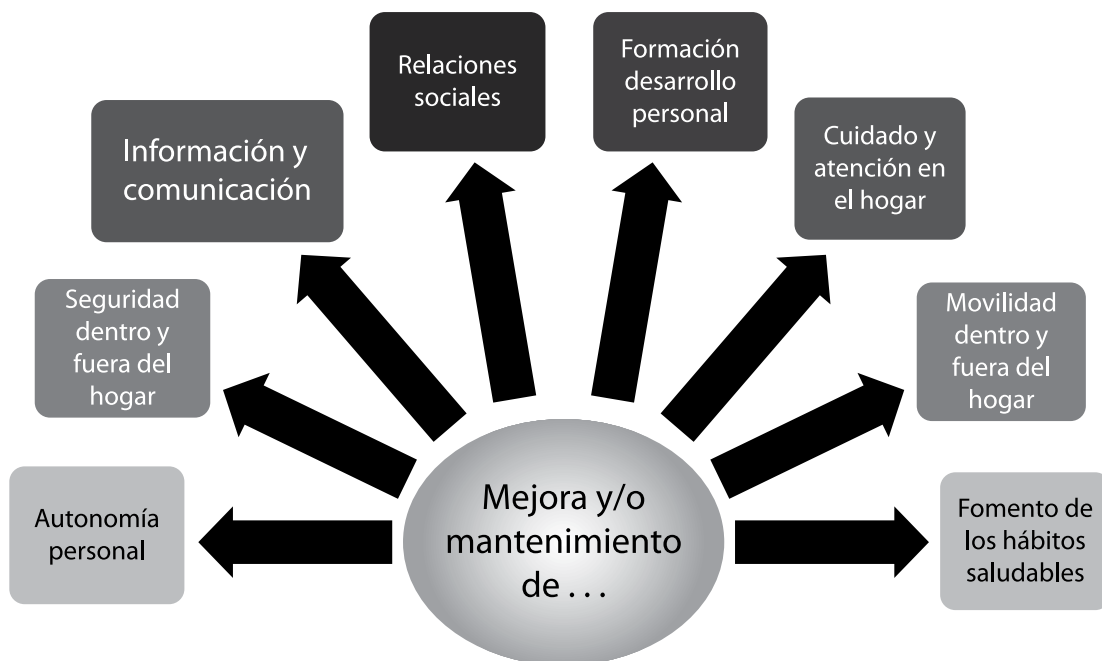 Relaciones
sociales
Formación
desarrollo
personal
Información y
comunicación
Cuidado y
atención en
el hogar
Seguridad
dentro y
fuera del
hogar
Movilidad
dentro y
fuera del
hogar
Autonomía
personal
Mejora y/o
mantenimiento
de . . .
Fomento de
los hábitos
saludables